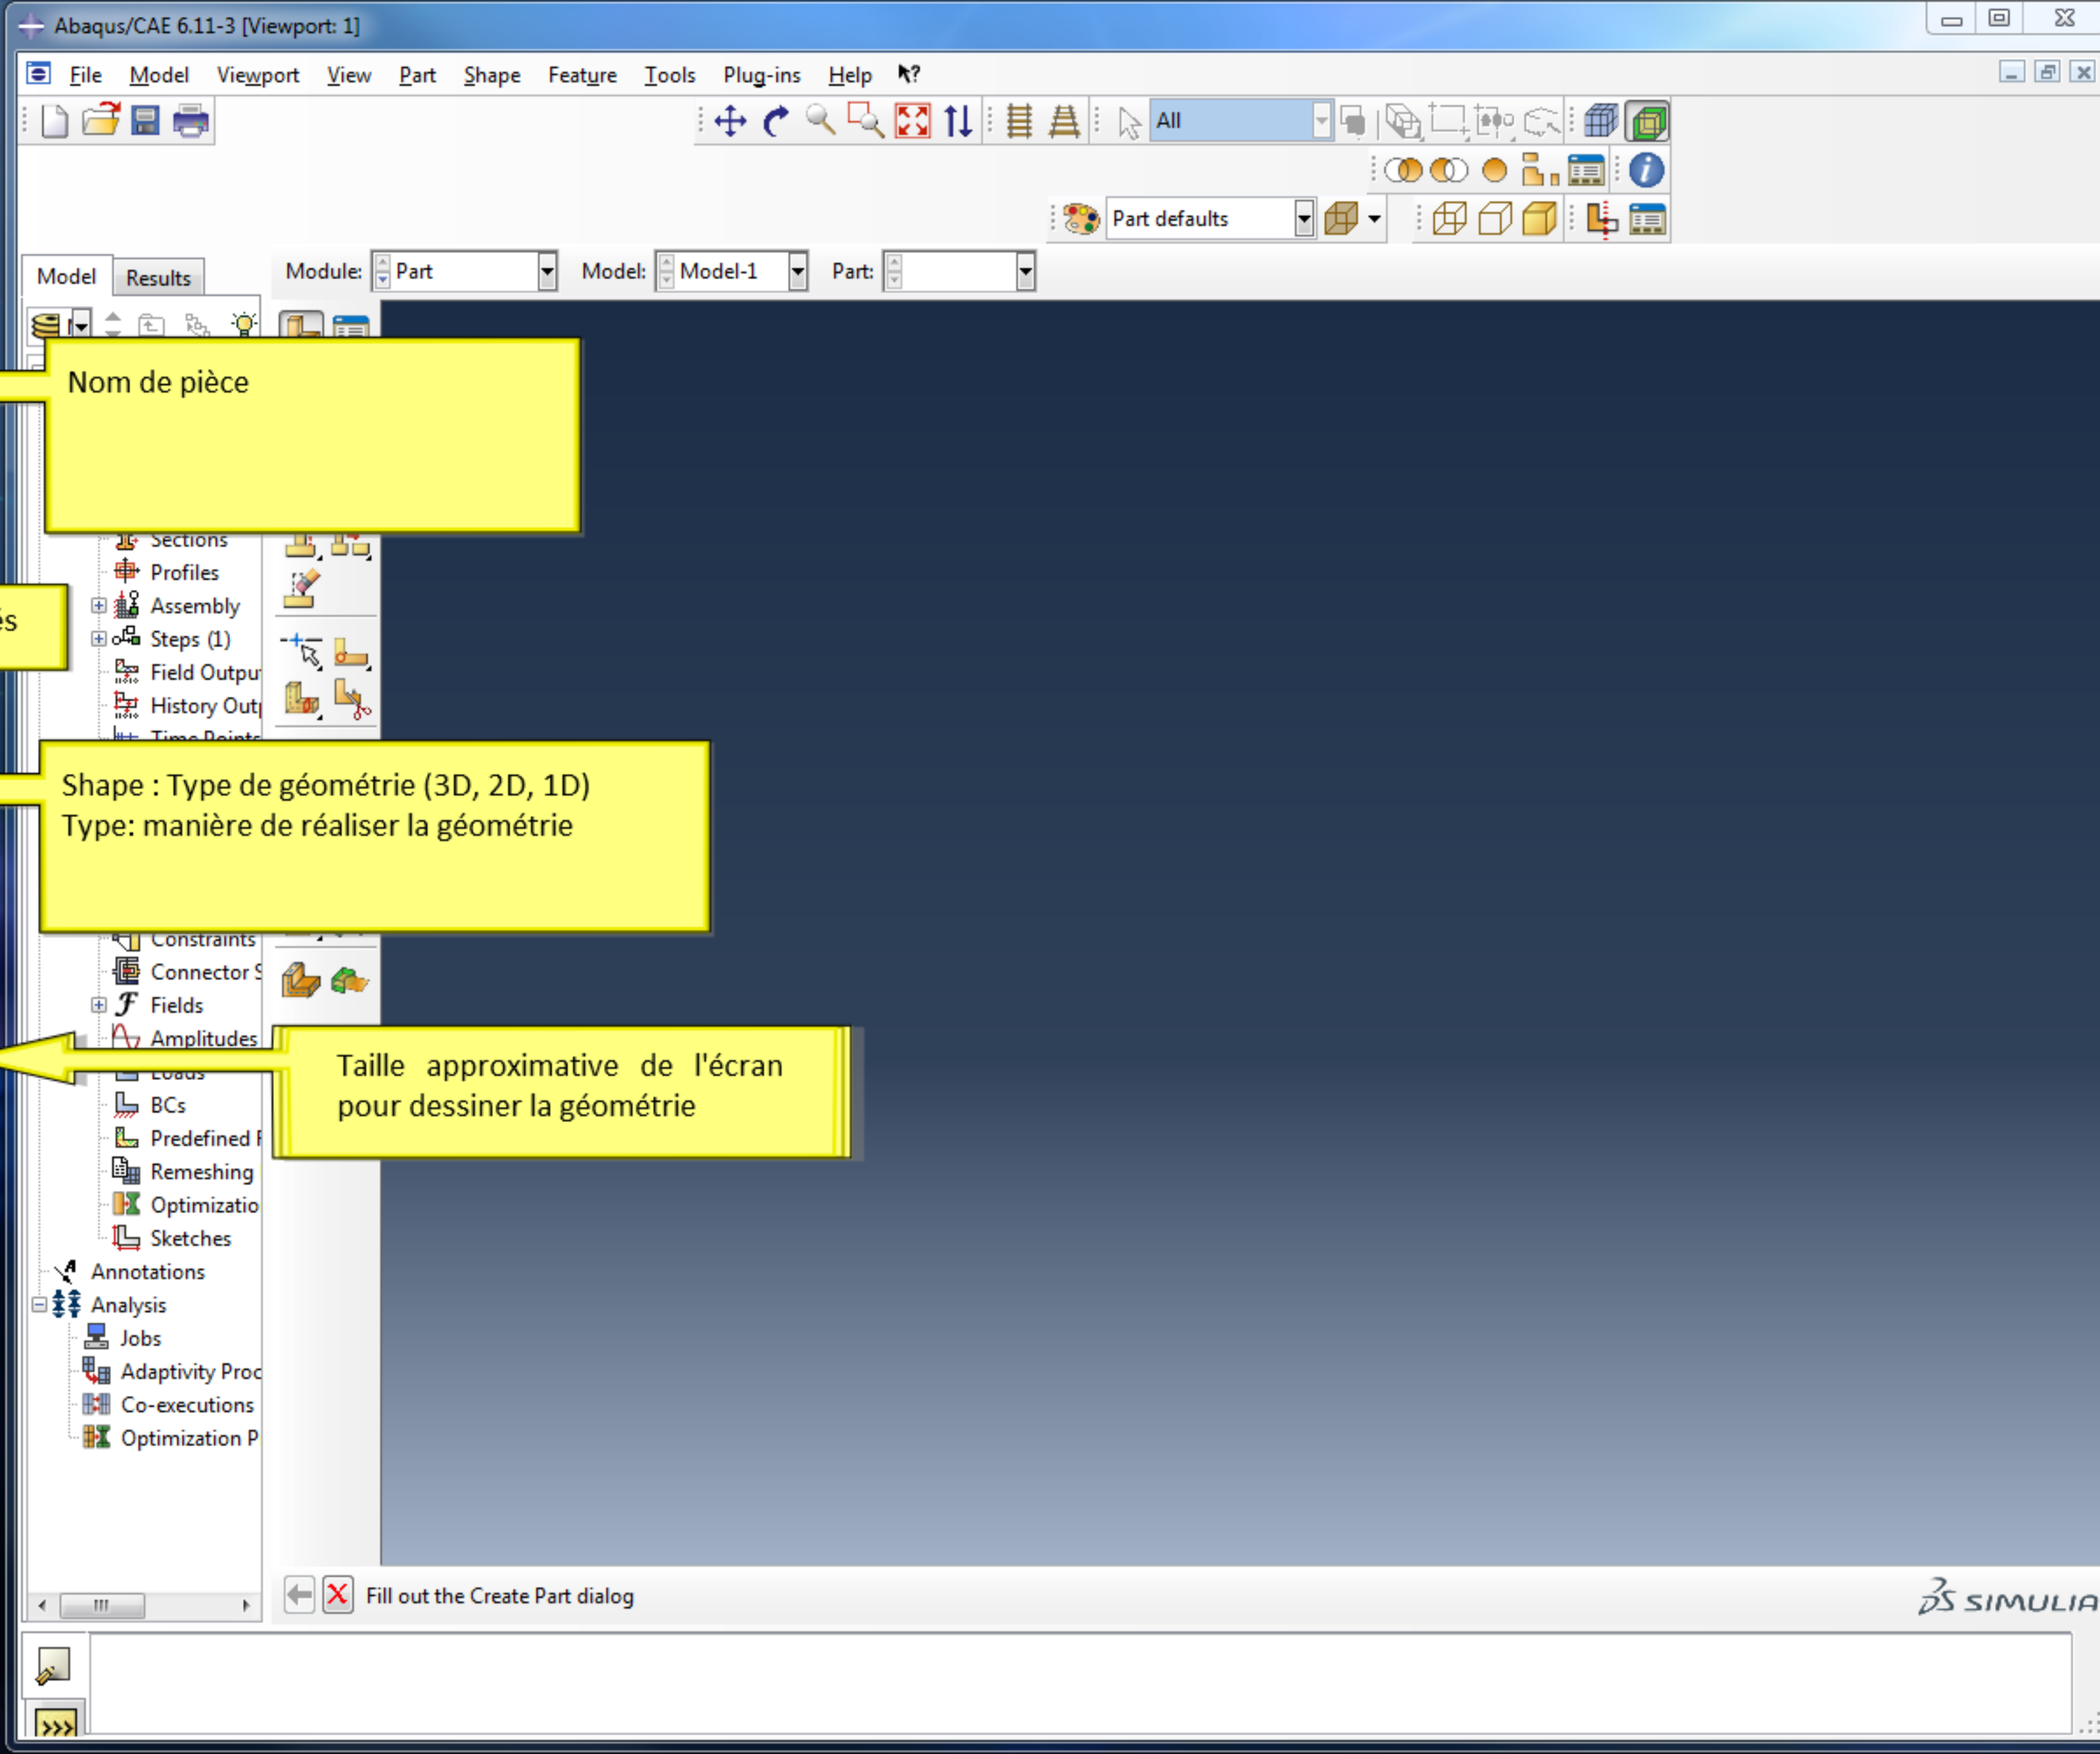 Abaqus/CAE 6.11-3 [Viewport: 1]
File Model Viewport View Part Shape Feature Tools Plug-ins Help
All
Part defaults
Model Results
Module: Part Model: Model-1 Part:
Nom de pièce
Sections
Profiles
Assembly
Steps (1)
Field Outpu
History Out
Time Points
Shape : Type de géométrie (3D, 2D, 1D)
Type: manière de réaliser la géométrie
Constraints
Connector S
Fields
Amplitudes
Loads
Taille approximative de l'écran
pour dessiner la géométrie
BCs
Predefined F
Remeshing
Optimizatio
Sketches
Annotations
Analysis
Jobs
Adaptivity Proc
Co-executions
Optimization P
Fill out the Create Part dialog
SIMULIA
>>>